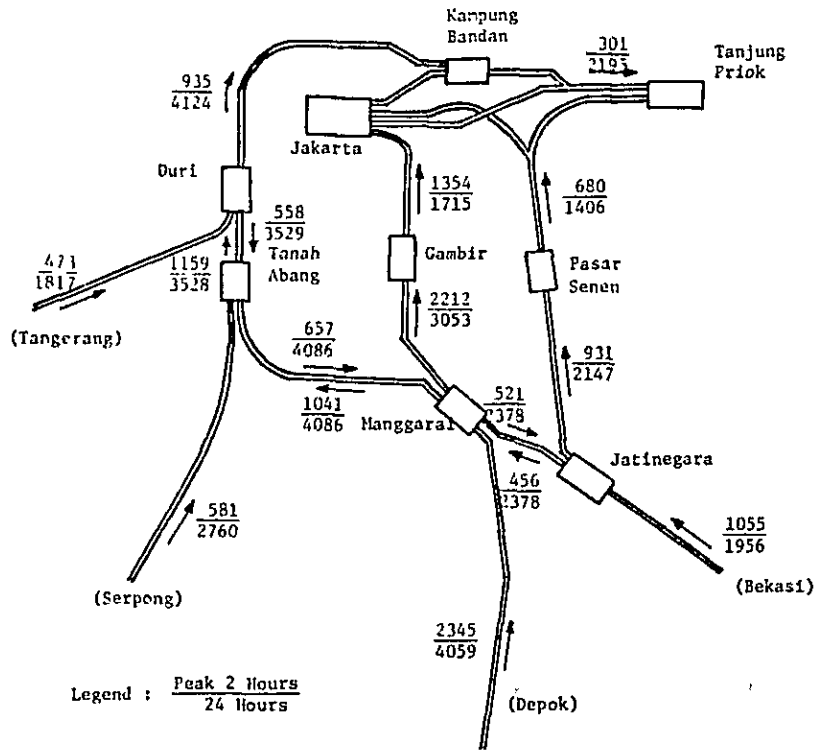 Kampung
Bandan
301
2195
Tanjung
Priok
935
4124
Jakarta
Duri
1354
1715
680
1406
558
3529
Tanah
Abang
Gambir
Pasar
Senen
473
1817
1159
3528
2212
3053
(Tangerang)
657
4086
931
2147
1041
4086
Manggarai
521
2378
Jatinegara
456
2378
581
2760
1055
1956
(Serpong)
(Bekasi)
2345
4059
Legend : Peak 2 Hours
24 Hours
(Depok)